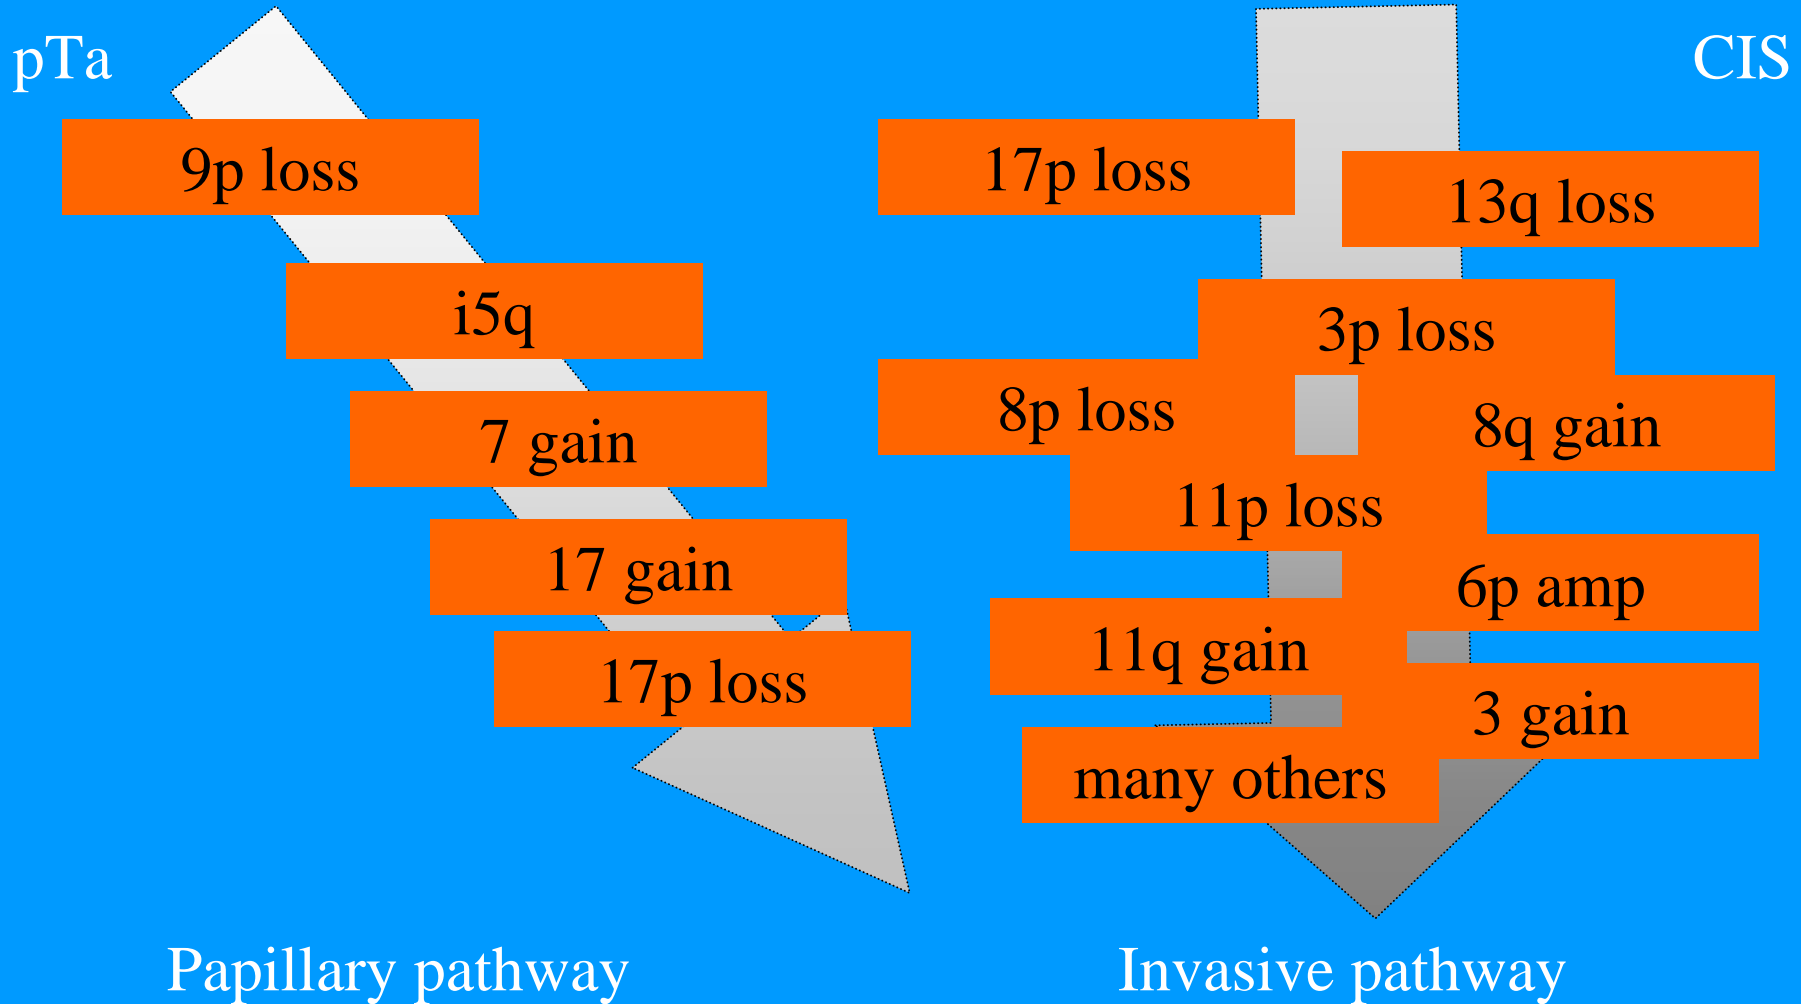 pTa
CIS
9p loss
17p loss
13q loss
i5q
3p loss
8p loss
8q gain
7 gain
11p loss
17 gain
6p amp
11q gain
17p loss
3 gain
many others
Papillary pathway
Invasive pathway